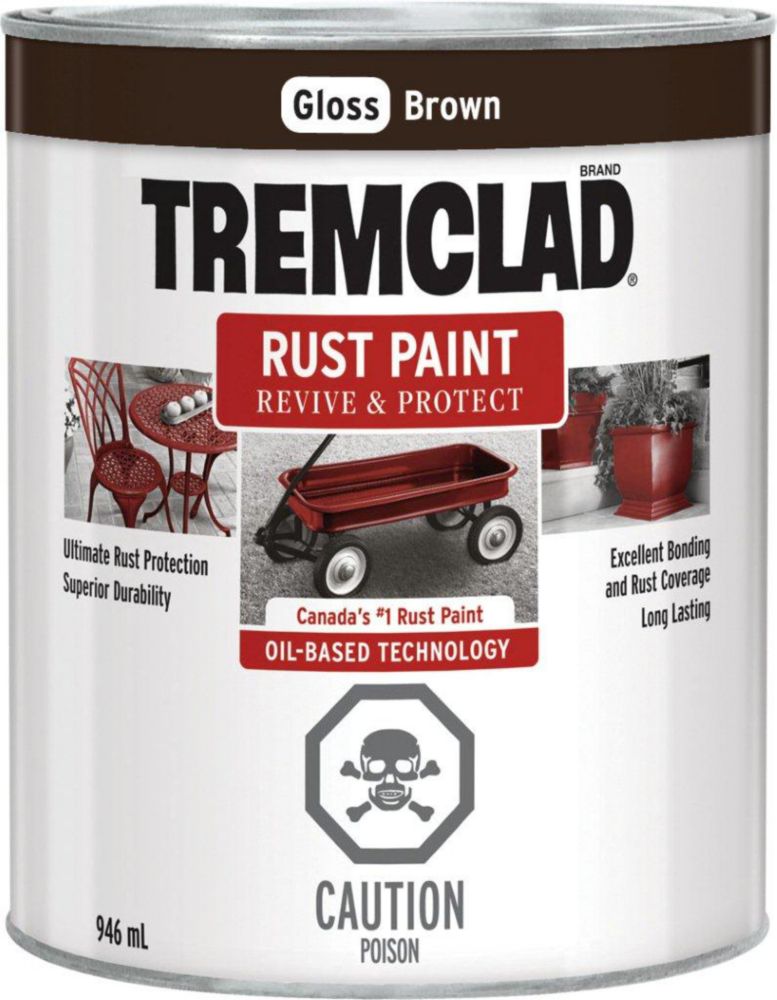 Gloss Brown
BRAND
TREMCLAD®
RUST PAINT
REVIVE & PROTECT
Ultimate Rust Protection
Superior Durability
Excellent Bonding
and Rust Coverage
Long Lasting
Canada's #1 Rust Paint
OIL-BASED TECHNOLOGY
CAUTION
POISON
946 mL